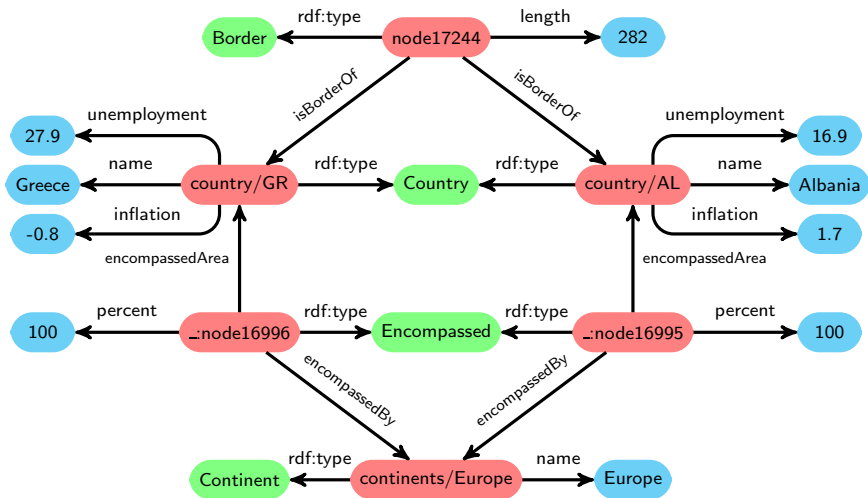 rdf:type
length
Border
node17244
282
isBorderOf
isBorderOf
unemployment
unemployment
27.9
16.9
name
rdf:type
rdf:type
name
Greece
country/GR
Country
country/AL
Albania
inflation
inflation
-0.8
1.7
encompassedArea
encompassedArea
percent
rdf:type
rdf:type
percent
100
_:node16996
Encompassed
_:node16995
100
encompassedBy
encompassedBy
rdf:type
name
Continent
continents/Europe
Europe